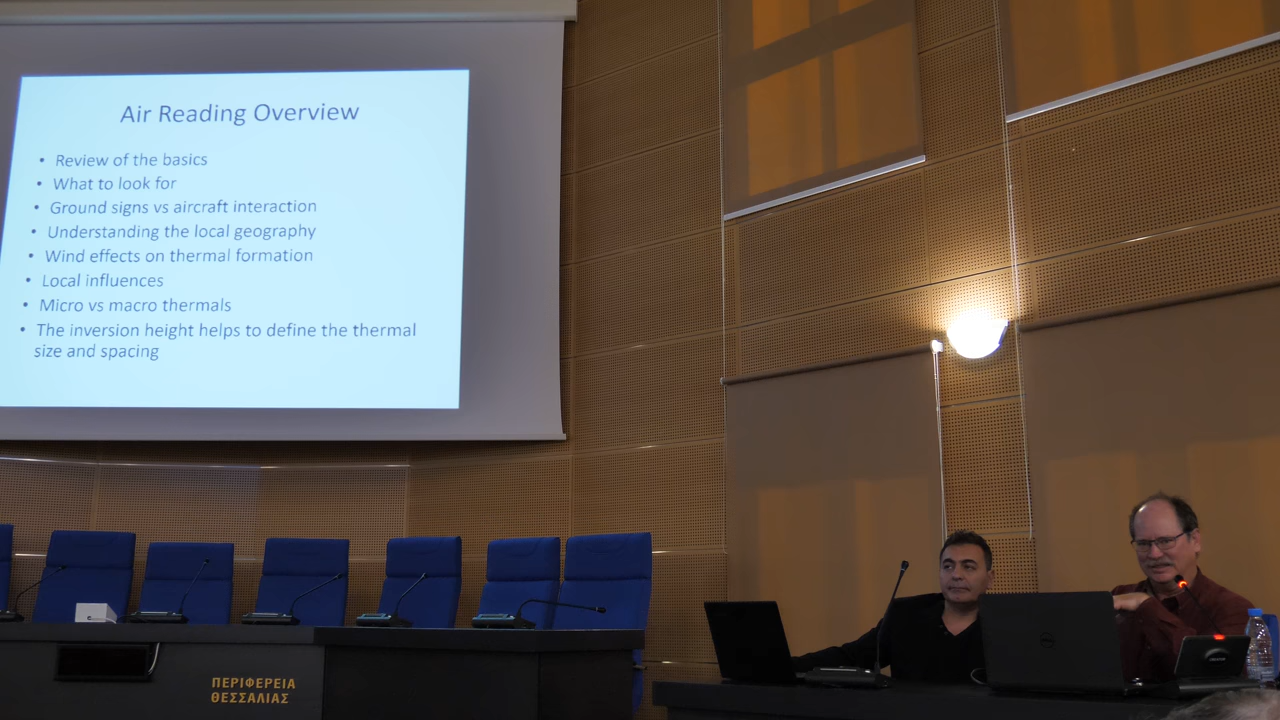 Air Reading Overview
• Review of the basics
• What to look for
• Ground signs vs aircraft interaction
• Understanding the local geography
• Wind effects on thermal formation
• Local influences
• Micro vs macro thermals
• The inversion height helps to define the thermal
size and spacing
ΠΕΡΙΦΕΡΕΙΑ
ΘΕΣΣΑΛΙΑΣ
DELL